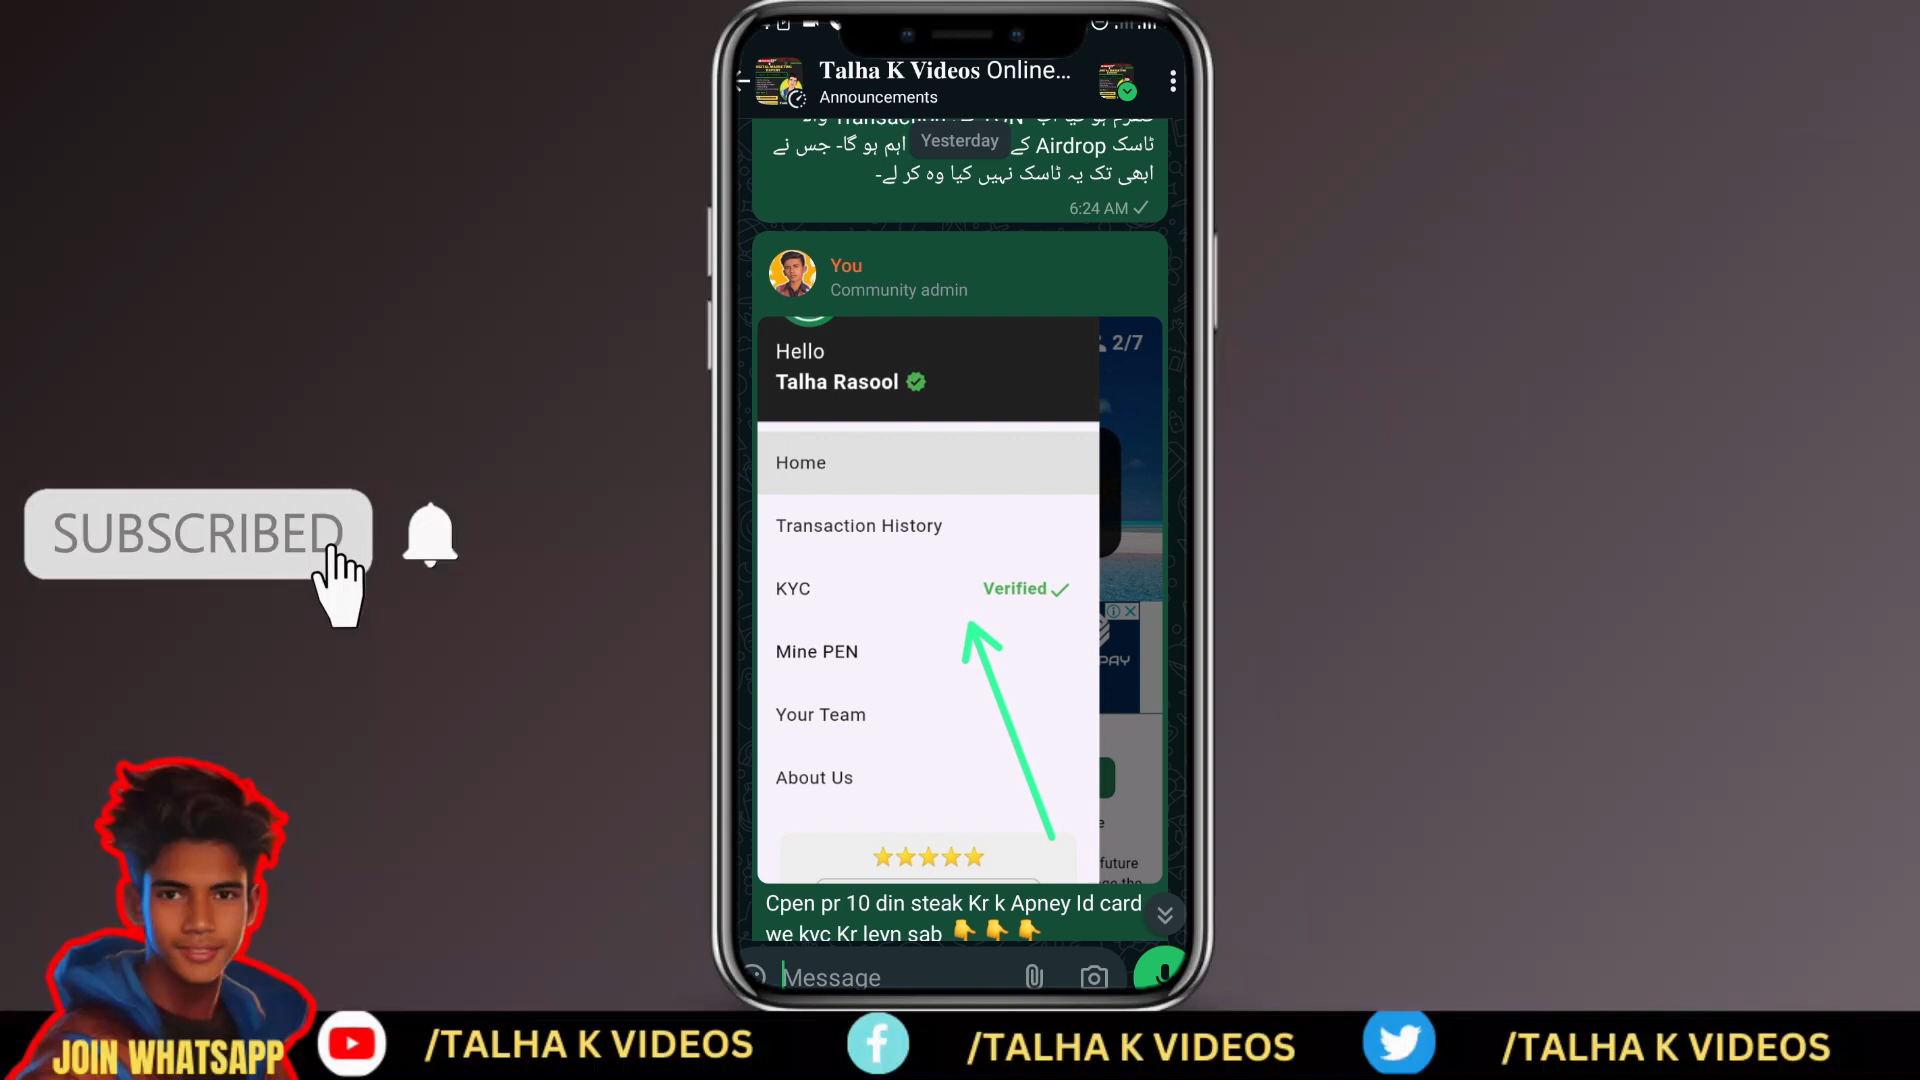 Talha K Videos Online...
Announcements
Transaction
Yesterday
ٹاسک Airdrop کے اہم ہو گا- جس نے
ابھی تک یہ ٹاسک نہیں کیا وہ کر لے-
6:24 AM
You
Community admin
2/7
Hello
Talha Rasool
Home
Transaction History
KYC
Verified
Mine PEN
PAY
Your Team
About Us
e
future
Cpen pr 10 din steak Kr k Apney Id card
we kyc Kr leyn sab
Message
SUBSCRIBED
JOIN WHATSAPP
/TALHA K VIDEOS
/TALHA K VIDEOS
/TALHA K VIDEOS